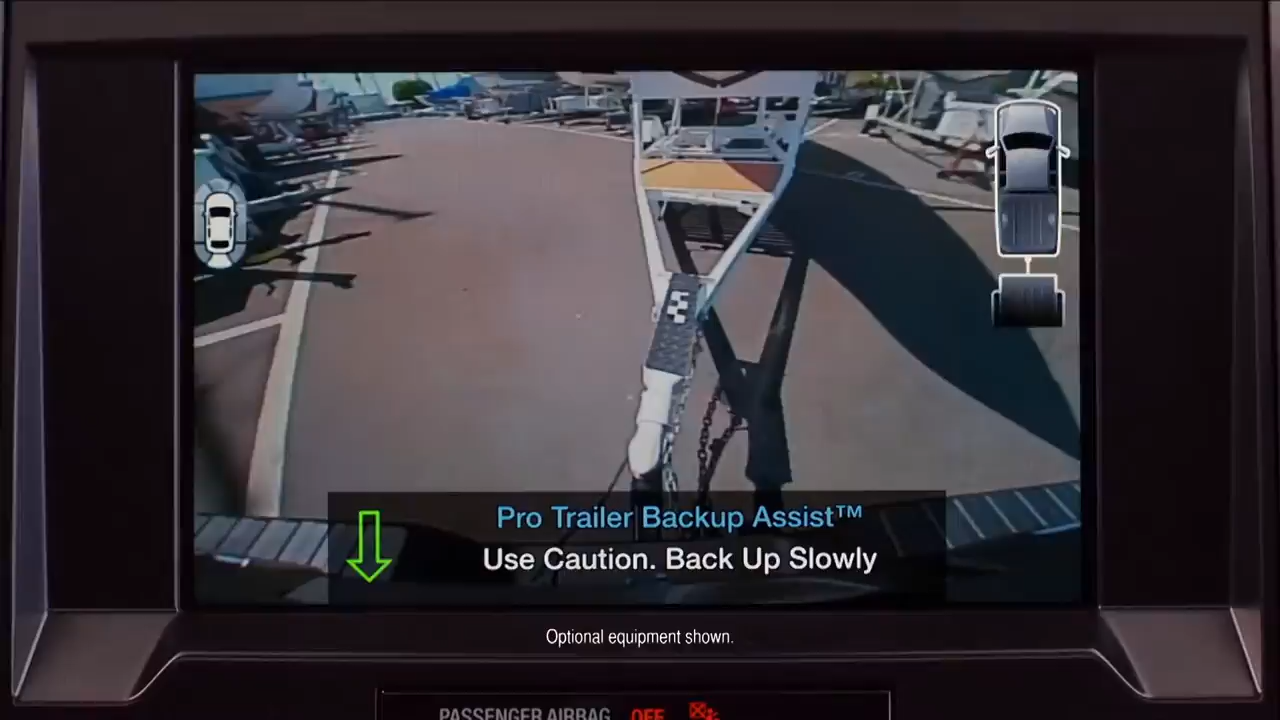 Pro Trailer Backup Assist™
Use Caution. Back Up Slowly
Optional equipment shown.
PASSENGER AIRBAG OFF